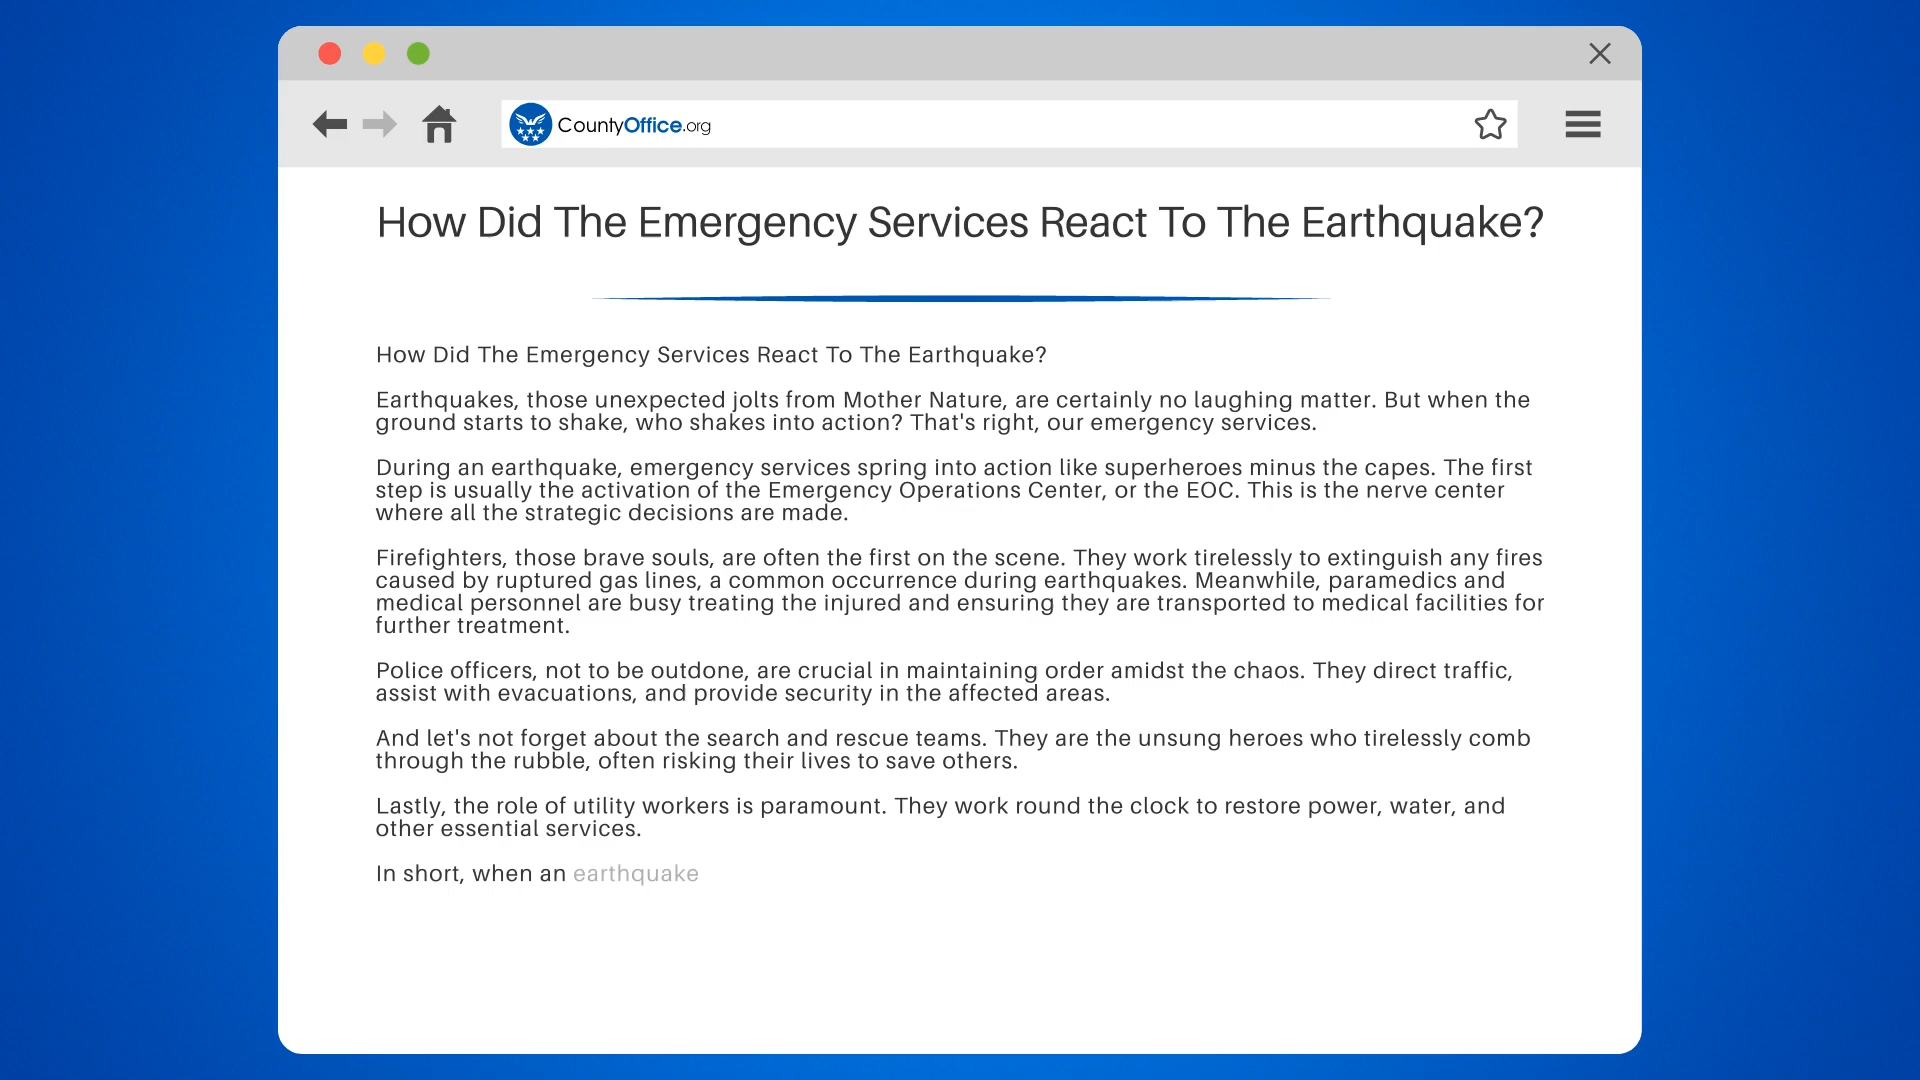 CountyOffice.org
How Did The Emergency Services React To The Earthquake?
How Did The Emergency Services React To The Earthquake?
Earthquakes, those unexpected jolts from Mother Nature, are certainly no laughing matter. But when the
ground starts to shake, who shakes into action? That's right, our emergency services.
During an earthquake, emergency services spring into action like superheroes minus the capes. The first
step is usually the activation of the Emergency Operations Center, or the EOC. This is the nerve center
where all the strategic decisions are made.
Firefighters, those brave souls, are often the first on the scene. They work tirelessly to extinguish any fires
caused by ruptured gas lines, a common occurrence during earthquakes. Meanwhile, paramedics and
medical personnel are busy treating the injured and ensuring they are transported to medical facilities for
further treatment.
Police officers, not to be outdone, are crucial in maintaining order amidst the chaos. They direct traffic,
assist with evacuations, and provide security in the affected areas.
And let's not forget about the search and rescue teams. They are the unsung heroes who tirelessly comb
through the rubble, often risking their lives to save others.
Lastly, the role of utility workers is paramount. They work round the clock to restore power, water, and
other essential services.
In short, when an earthquake